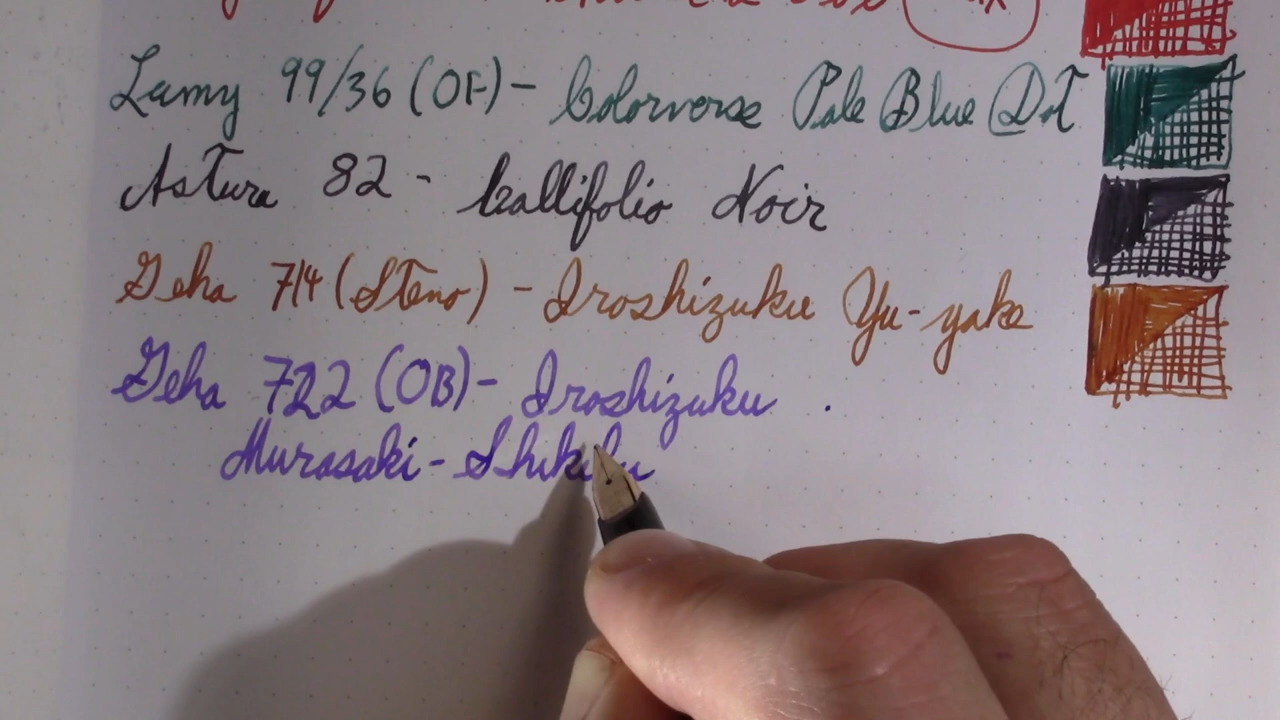 Lamy 99/36 (OF) - Colorverse Pale Blue Dot
Astura 82 - Callifolio Noir
Geha 714 (Steno) - Iroshizuku Yu-yake
Geha 722 (OB) - Iroshizuku
Murasaki-Shikibu